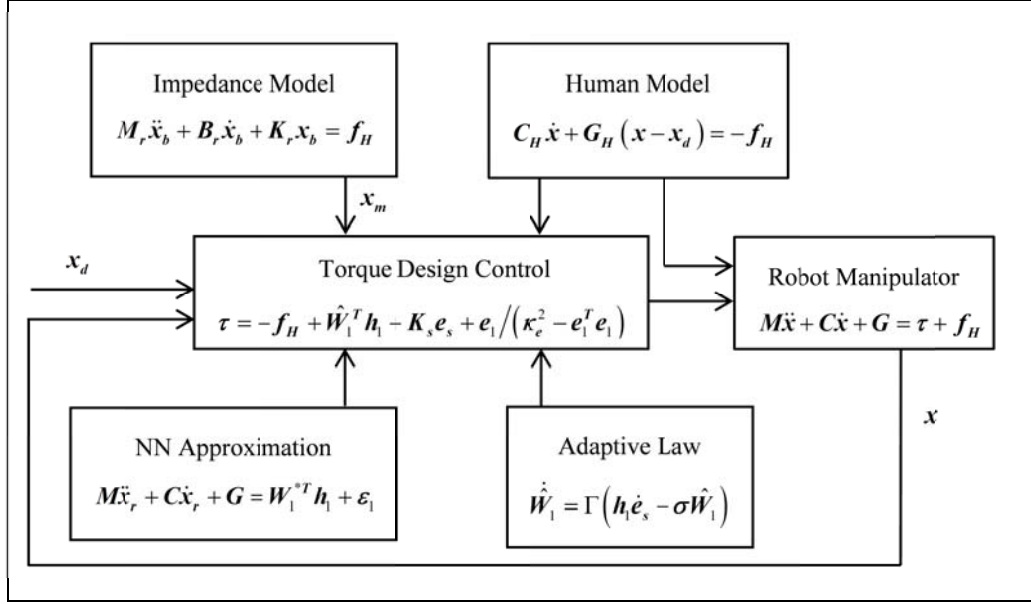 Impedance Model
M_r ẍ_b + B_r ẋ_b + K_r x_b = f_H
Human Model
C_H ẋ + G_H (x − x_d) = −f_H
x_m
x_d
Torque Design Control
τ = −f_H + Ŵ_1^T h_1 − K_s e_s + e_1/(κ_e^2 − e_1^T e_1)
Robot Manipulator
Mẍ + Cẋ + G = τ + f_H
x
NN Approximation
Mẍ_r + Cẋ_r + G = W_1^{*T} h_1 + ε_1
Adaptive Law
Ŵ̇_1 = Γ(h_1 ė_s − σŴ_1)